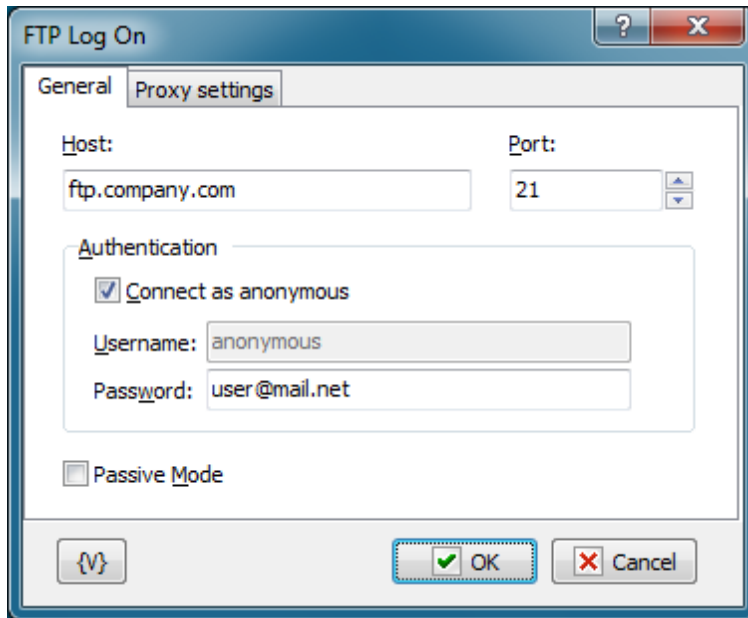 FTP Log On
?
General Proxy settings
Host: Port:
ftp.company.com 21
Authentication
Connect as anonymous
Username: anonymous
Password: user@mail.net
Passive Mode
{V} OK Cancel